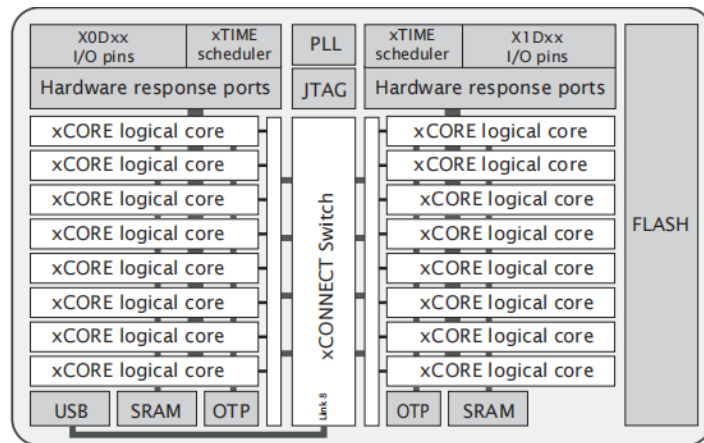 X0Dxx
I/O pins
xTIME
scheduler
PLL
xTIME
scheduler
X1Dxx
I/O pins
Hardware response ports
JTAG
Hardware response ports
FLASH
xCORE logical core
xCORE logical core
xCORE logical core
xCORE logical core
xCORE logical core
xCORE logical core
xCORE logical core
xCORE logical core
xCONNECT Switch
Link 8
xCORE logical core
xCORE logical core
xCORE logical core
xCORE logical core
xCORE logical core
xCORE logical core
xCORE logical core
xCORE logical core
USB
SRAM
OTP
OTP
SRAM